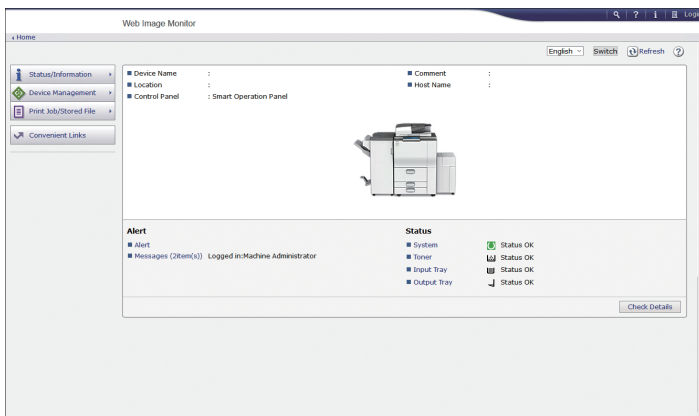 Web Image Monitor
? i Logi
Home
English Switch Refresh ?
Status/Information
Device Management
Print Job/Stored File
Convenient Links
Device Name : Comment :
Location : Host Name :
Control Panel : Smart Operation Panel
Alert Status
Alert System Status OK
Messages (2item(s)) Logged in:Machine Administrator Toner Status OK
Input Tray Status OK
Output Tray Status OK
Check Details